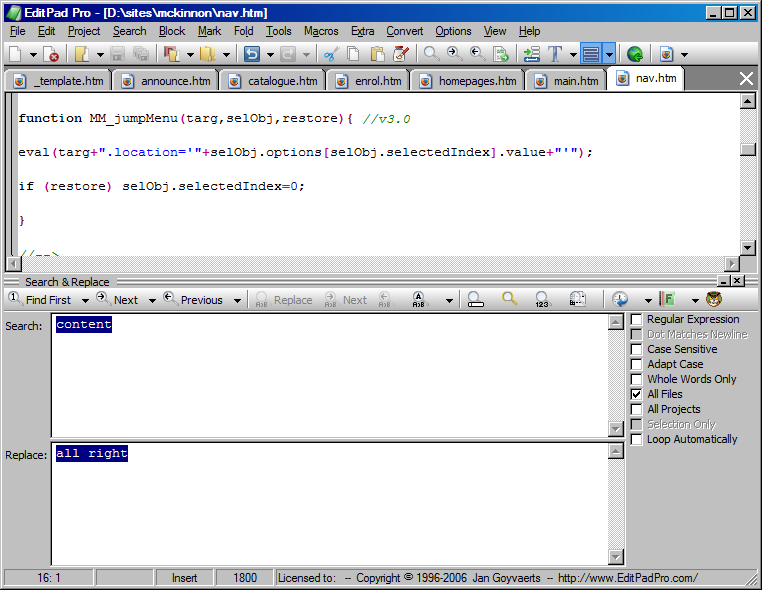 EditPad Pro - [D:\sites\mckinnon\nav.htm]
File Edit Project Search Block Mark Fold Tools Macros Extra Convert Options View Help
_template.htm announce.htm catalogue.htm enrol.htm homepages.htm main.htm nav.htm
function MM_jumpMenu(targ,selObj,restore){ //v3.0
eval(targ+".location='"+selObj.options[selObj.selectedIndex].value+"'");
if (restore) selObj.selectedIndex=0;
}
//-->
Search & Replace
Find First Next Previous Replace Next
Search:
content
Regular Expression
Dot Matches Newline
Case Sensitive
Adapt Case
Whole Words Only
All Files
All Projects
Selection Only
Loop Automatically
Replace:
all right
16: 1 Insert 1800 Licensed to: -- Copyright © 1996-2006 Jan Goyvaerts -- http://www.EditPadPro.com/